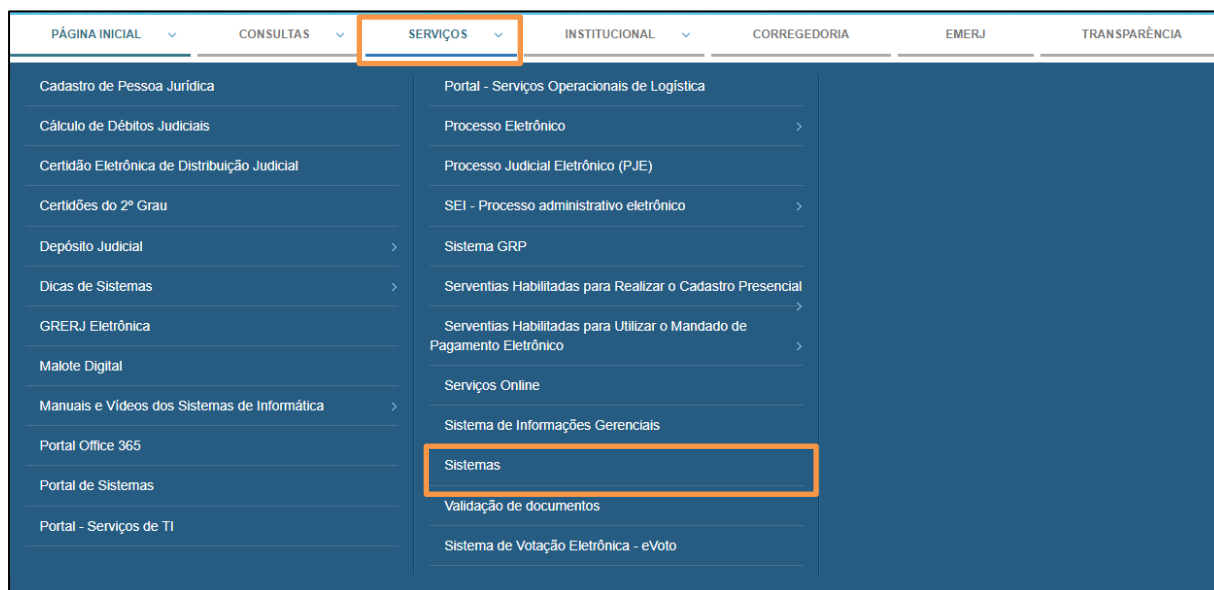 PÁGINA INICIAL
CONSULTAS
SERVIÇOS
INSTITUCIONAL
CORREGEDORIA
EMERJ
TRANSPARÊNCIA
Cadastro de Pessoa Jurídica
Cálculo de Débitos Judiciais
Certidão Eletrônica de Distribuição Judicial
Certidões do 2º Grau
Depósito Judicial
Dicas de Sistemas
GRERJ Eletrônica
Malote Digital
Manuais e Vídeos dos Sistemas de Informática
Portal Office 365
Portal de Sistemas
Portal - Serviços de TI
Portal - Serviços Operacionais de Logística
Processo Eletrônico
Processo Judicial Eletrônico (PJE)
SEI - Processo administrativo eletrônico
Sistema GRP
Serventias Habilitadas para Realizar o Cadastro Presencial
Serventias Habilitadas para Utilizar o Mandado de
Pagamento Eletrônico
Serviços Online
Sistema de Informações Gerenciais
Sistemas
Validação de documentos
Sistema de Votação Eletrônica - eVoto